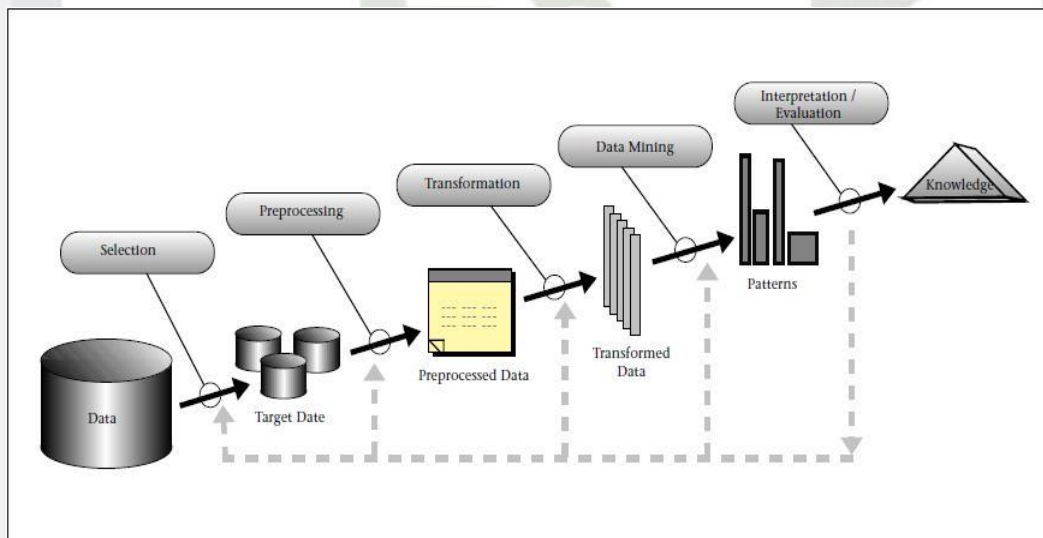 Interpretation /
Evaluation
Data Mining
Transformation
Preprocessing
Selection
Knowledge
Patterns
Transformed
Data
Preprocessed Data
Target Date
Data